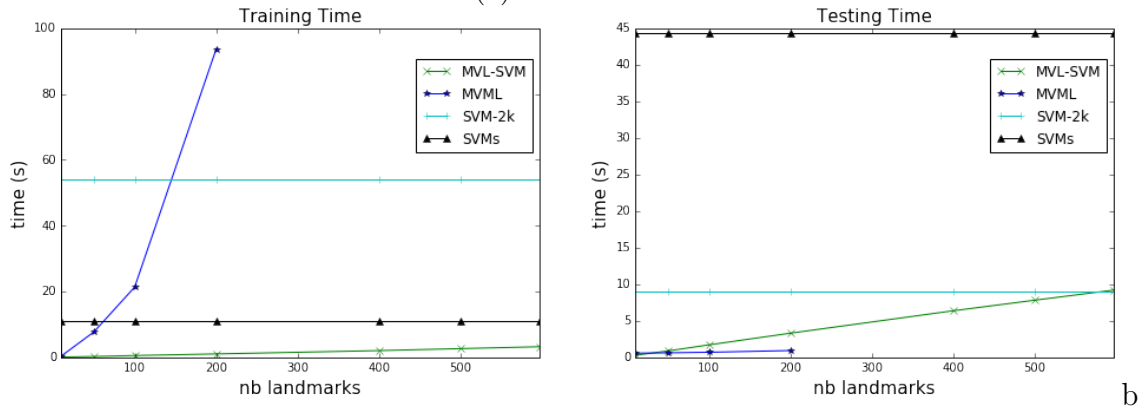 Training Time
100
80
60
40
20
0
time (s)
MVL-SVM
MVML
SVM-2k
SVMs
100 200 300 400 500
nb landmarks
Testing Time
45
40
35
30
25
20
15
10
5
0
time (s)
MVL-SVM
MVML
SVM-2k
SVMs
100 200 300 400 500
nb landmarks
b